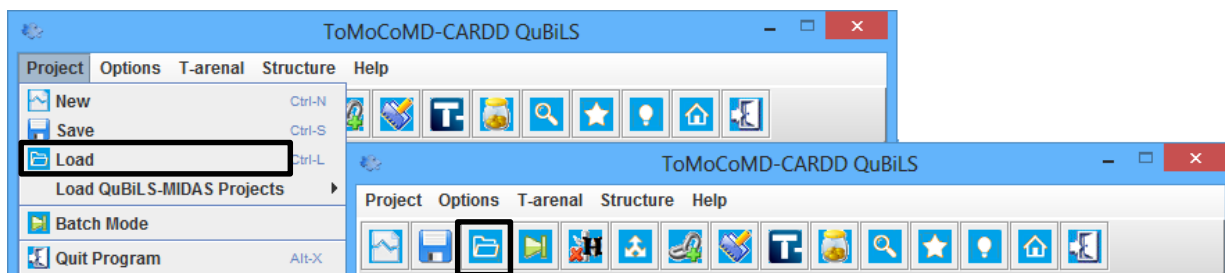 ToMoCoMD-CARDD QuBiLS
Project Options T-arenal Structure Help
New Ctrl-N
Save Ctrl-S
Load Ctrl-L
Load QuBiLS-MIDAS Projects
Batch Mode
Quit Program Alt-X
ToMoCoMD-CARDD QuBiLS
Project Options T-arenal Structure Help
H T-